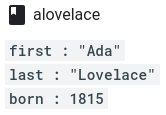 alovelace
first : "Ada"
last : "Lovelace"
born : 1815